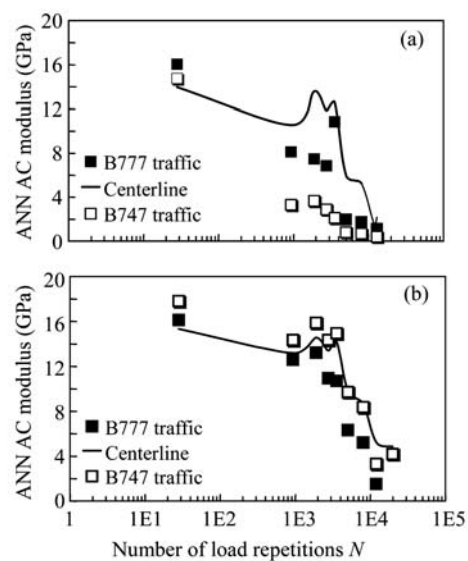 (a)
ANN AC modulus (GPa)
20
16
12
8
4
0
B777 traffic
Centerline
B747 traffic
(b)
ANN AC modulus (GPa)
20
16
12
8
4
0
B777 traffic
Centerline
B747 traffic
1 1E1 1E2 1E3 1E4 1E5
Number of load repetitions N